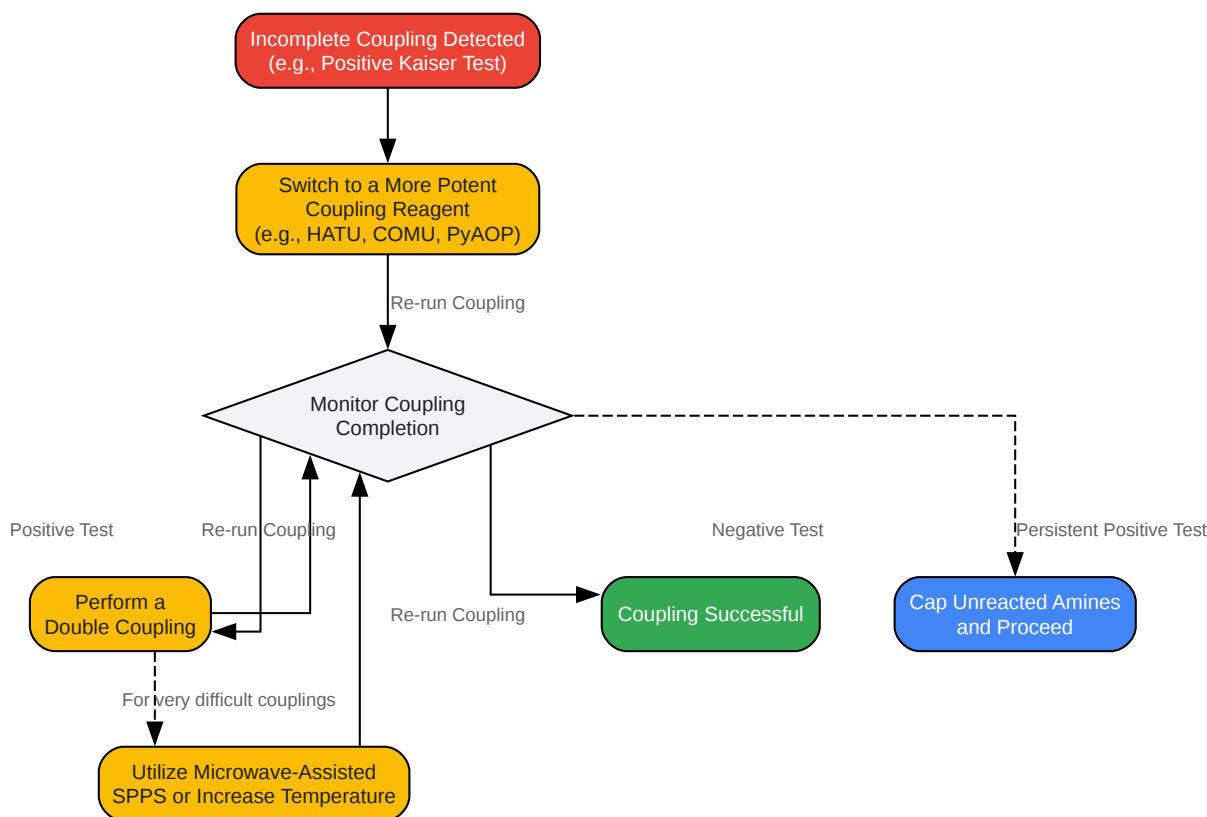 Incomplete Coupling Detected
(e.g., Positive Kaiser Test)
Switch to a More Potent
Coupling Reagent
(e.g., HATU, COMU, PyAOP)
Re-run Coupling
Monitor Coupling
Completion
Positive Test
Re-run Coupling
Negative Test
Persistent Positive Test
Perform a
Double Coupling
Re-run Coupling
Coupling Successful
Cap Unreacted Amines
and Proceed
For very difficult couplings
Utilize Microwave-Assisted
SPPS or Increase Temperature